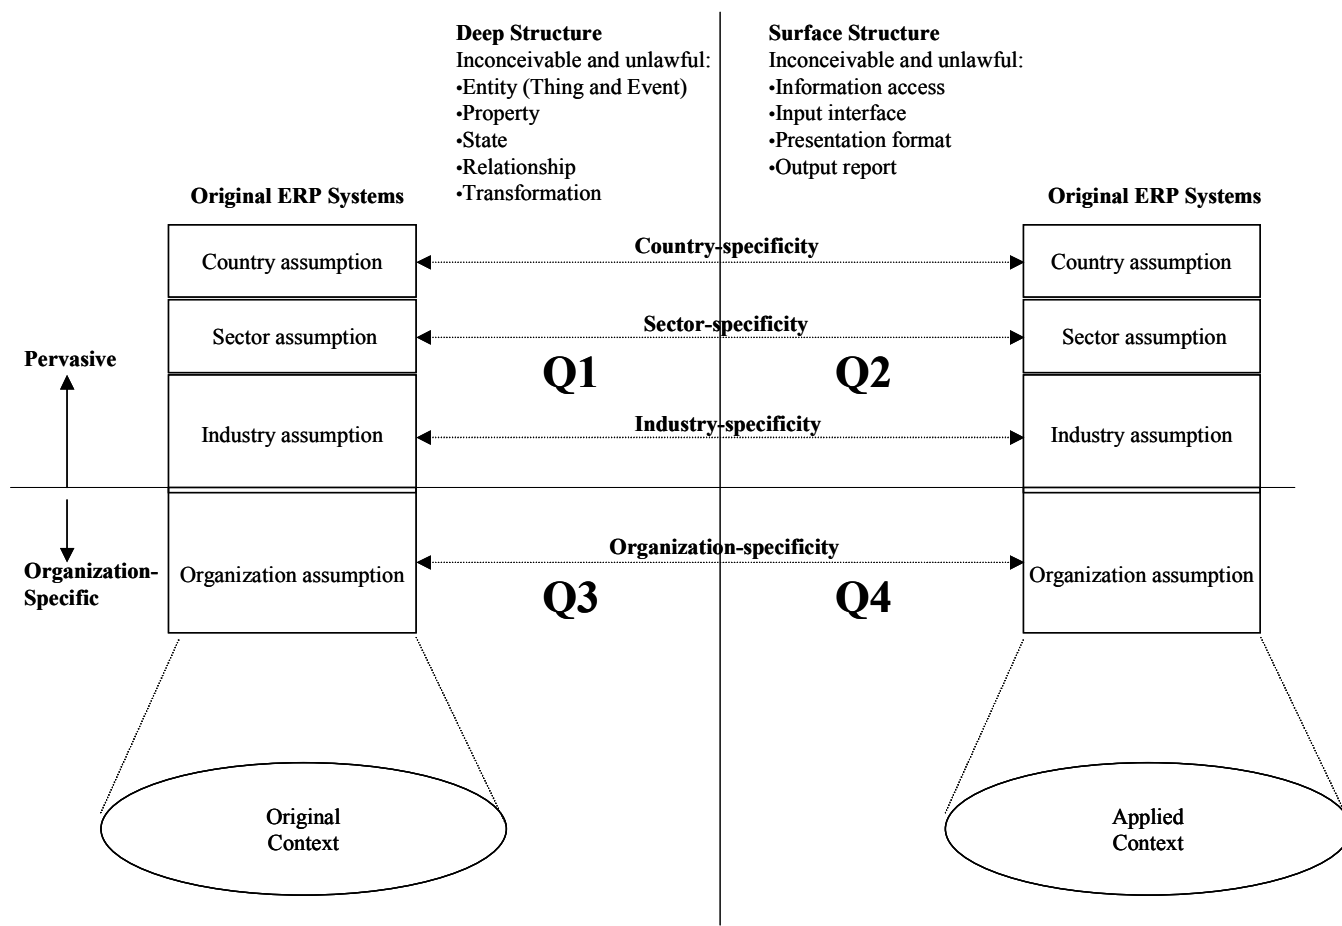 Deep Structure
Inconceivable and unlawful:
•Entity (Thing and Event)
•Property
•State
•Relationship
•Transformation
Surface Structure
Inconceivable and unlawful:
•Information access
•Input interface
•Presentation format
•Output report
Original ERP Systems
Original ERP Systems
Country assumption
Country-specificity
Country assumption
Sector assumption
Sector-specificity
Sector assumption
Pervasive
Q1
Q2
Industry assumption
Industry-specificity
Industry assumption
Organization-
Specific
Organization assumption
Organization-specificity
Organization assumption
Q3
Q4
Original
Context
Applied
Context